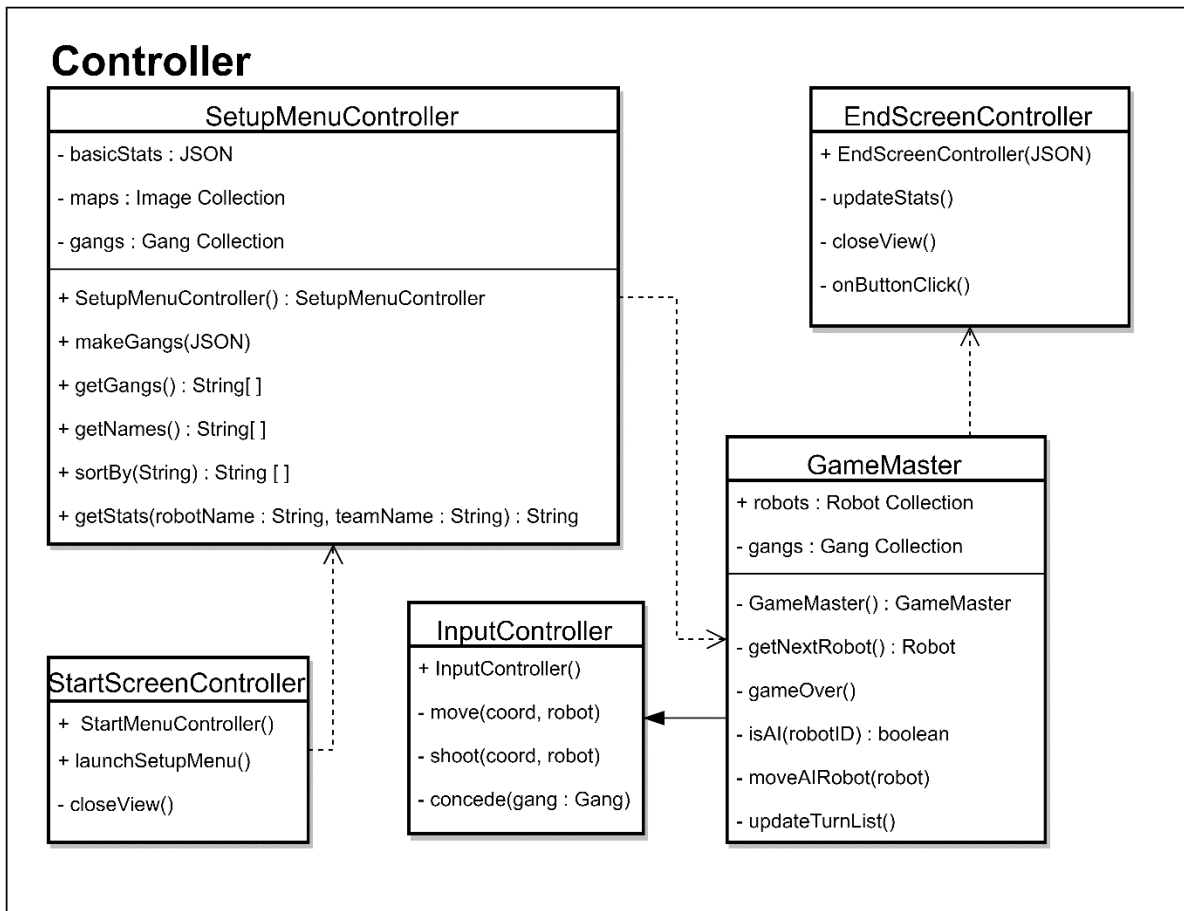 Controller
SetupMenuController
- basicStats : JSON
- maps : Image Collection
- gangs : Gang Collection
+ SetupMenuController() : SetupMenuController
+ makeGangs(JSON)
+ getGangs() : String[ ]
+ getNames() : String[ ]
+ sortBy(String) : String [ ]
+ getStats(robotName : String, teamName : String) : String
EndScreenController
+ EndScreenController(JSON)
- updateStats()
- closeView()
- onButtonClick()
GameMaster
+ robots : Robot Collection
- gangs : Gang Collection
- GameMaster() : GameMaster
- getNextRobot() : Robot
- gameOver()
- isAI(robotID) : boolean
- moveAIRobot(robot)
- updateTurnList()
InputController
+ InputController()
- move(coord, robot)
- shoot(coord, robot)
- concede(gang : Gang)
StartScreenController
+ StartMenuController()
+ launchSetupMenu()
- closeView()